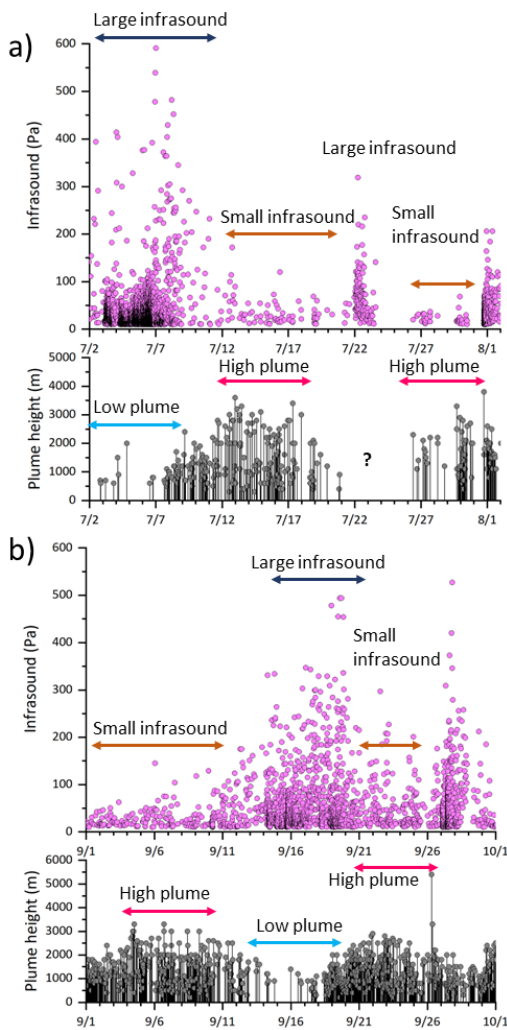 Large infrasound
a)
600
500
400
300
200
100
0
Infrasound (Pa)
Large infrasound
Small infrasound
Small
infrasound
7/2 7/7 7/12 7/17 7/22 7/27 8/1
5000
4000
3000
2000
1000
0
Plume height (m)
High plume
High plume
Low plume
?
7/2 7/7 7/12 7/17 7/22 7/27 8/1
b)
600
500
400
300
200
100
0
Infrasound (Pa)
Large infrasound
Small
infrasound
Small infrasound
9/1 9/6 9/11 9/16 9/21 9/26 10/1
6000
5000
4000
3000
2000
1000
0
Plume height (m)
High plume
High plume
Low plume
9/1 9/6 9/11 9/16 9/21 9/26 10/1